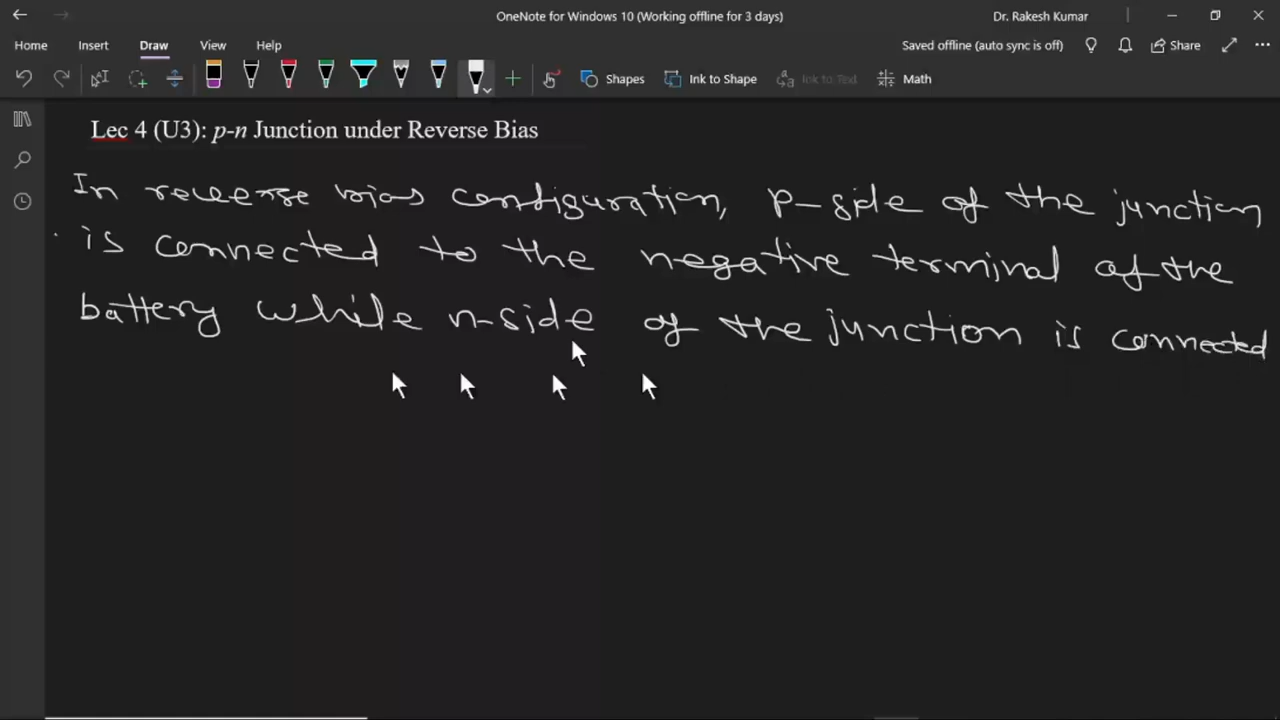 OneNote for Windows 10 (Working offline for 3 days)
Dr. Rakesh Kumar
Home Insert Draw View Help
Saved offline (auto sync is off) Share
Shapes Ink to Shape Ink to Text Math
Lec 4 (U3): p-n Junction under Reverse Bias
In reverse bias configuration, p-side of the junction
is connected to the negative terminal of the
battery while n-side of the junction is connected